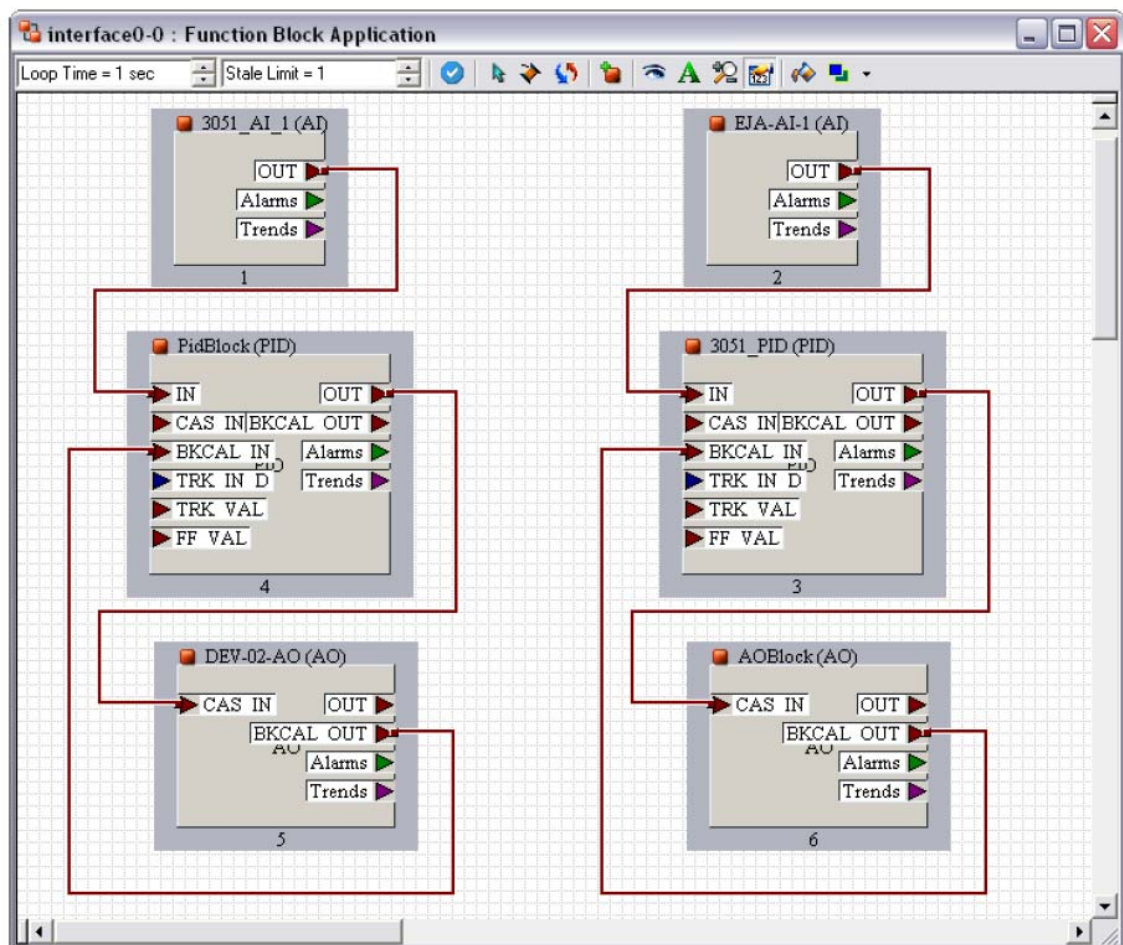 interface0-0 : Function Block Application
Loop Time = 1 sec Stale Limit = 1
3051_AI_1 (AI)
OUT
Alarms
Trends
1
EJA-AI-1 (AI)
OUT
Alarms
Trends
2
PidBlock (PID)
IN OUT
CAS IN BKCAL OUT
BKCAL IN Alarms
PID
TRK IN D Trends
TRK VAL
FF VAL
4
3051_PID (PID)
IN OUT
CAS IN BKCAL OUT
BKCAL IN Alarms
PID
TRK IN D Trends
TRK VAL
FF VAL
3
DEV-02-AO (AO)
CAS IN OUT
BKCAL OUT
AO
Alarms
Trends
5
AOBlock (AO)
CAS IN OUT
BKCAL OUT
AO
Alarms
Trends
6